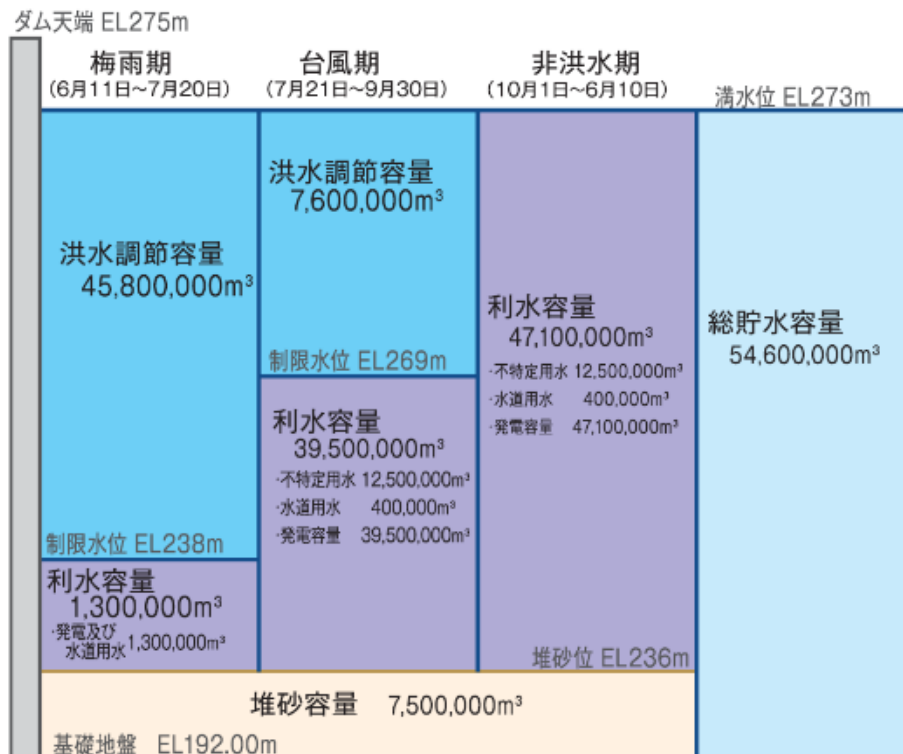 ダム天端 EL275m
梅雨期
(6月11日~7月20日)
台風期
(7月21日~9月30日)
非洪水期
(10月1日~6月10日)
満水位 EL273m
洪水調節容量
45,800,000m³
制限水位 EL238m
利水容量
1,300,000m³
・発電及び
水道用水 1,300,000m³
洪水調節容量
7,600,000m³
制限水位 EL269m
利水容量
39,500,000m³
・不特定用水 12,500,000m³
・水道用水 400,000m³
・発電容量 39,500,000m³
利水容量
47,100,000m³
・不特定用水 12,500,000m³
・水道用水 400,000m³
・発電容量 47,100,000m³
堆砂位 EL236m
総貯水容量
54,600,000m³
堆砂容量 7,500,000m³
基礎地盤 EL192.00m